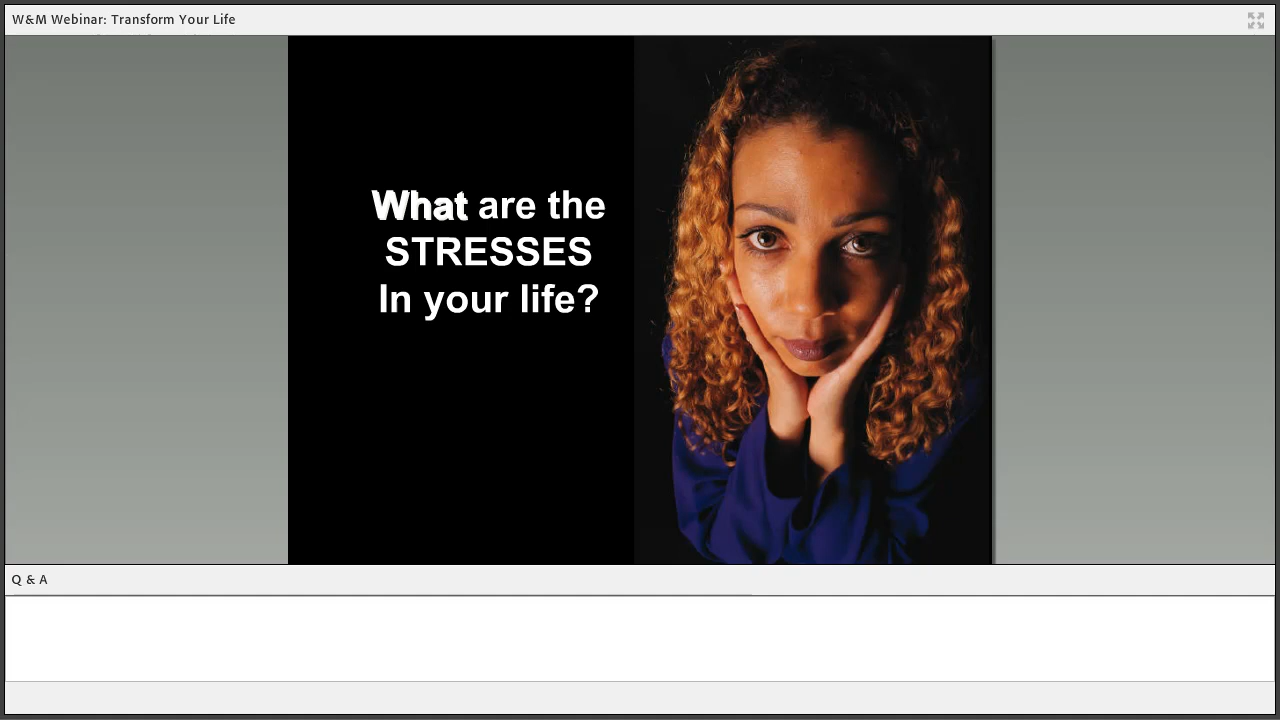 W&M Webinar: Transform Your Life
What are the
STRESSES
In your life?
Q & A